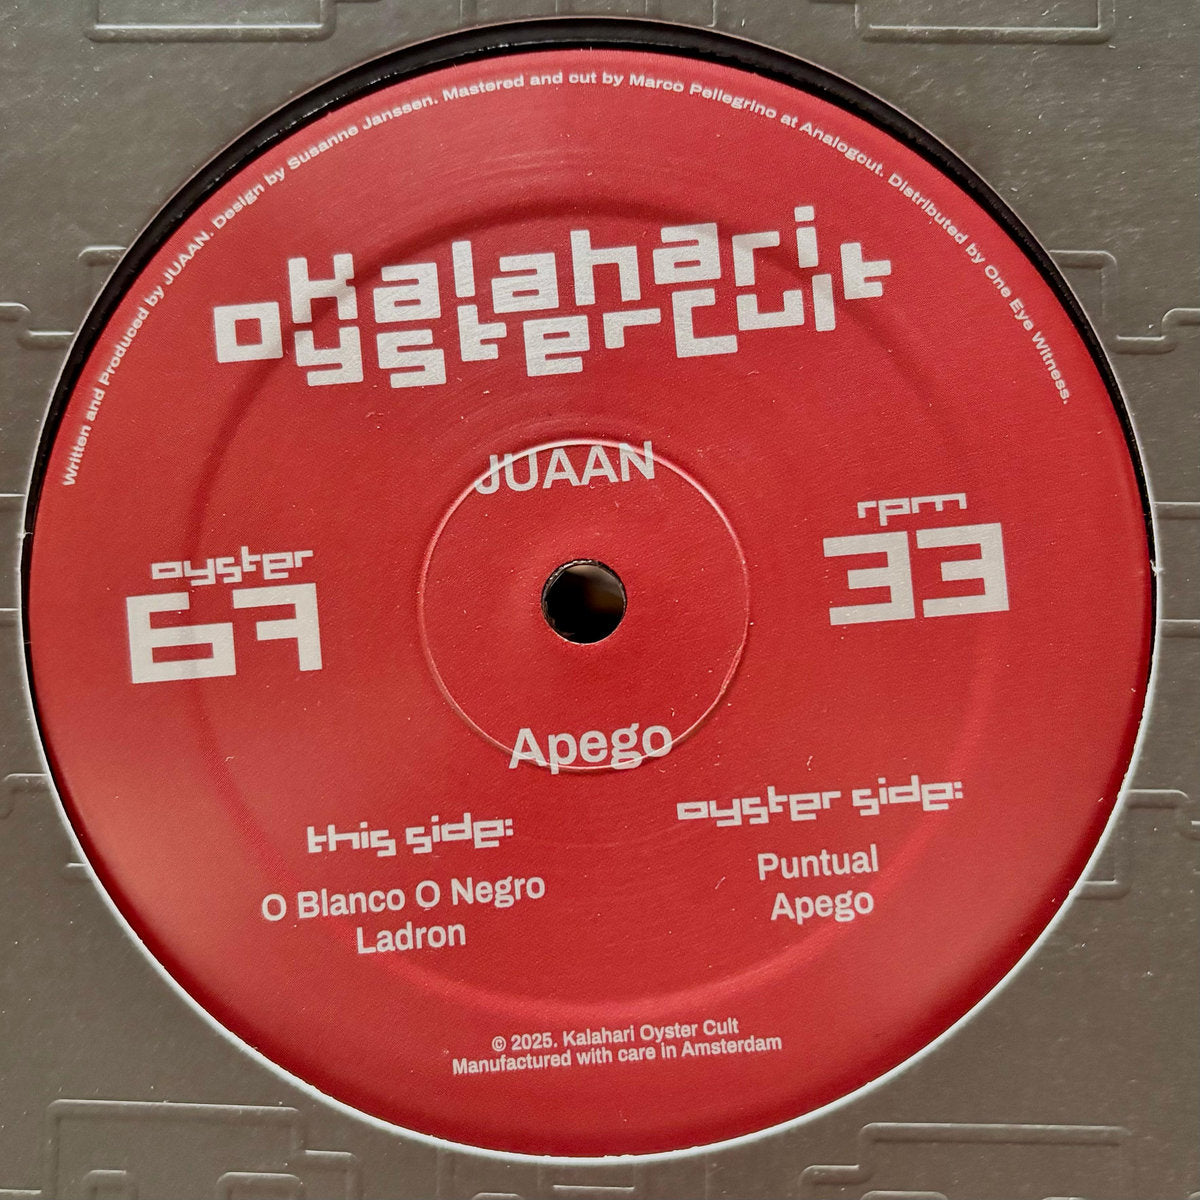 Written and Produced by JUAAN. Design by Susanne Janssen. Mastered and cut by Marco Pellegrino at Analogcut. Distributed by One Eye Witness.
Kalahari
oystercult
JUAAN
oyster
67
rpm
33
Apego
this side:
O Blanco O Negro
Ladron
oyster side:
Puntual
Apego
© 2025. Kalahari Oyster Cult
Manufactured with care in Amsterdam